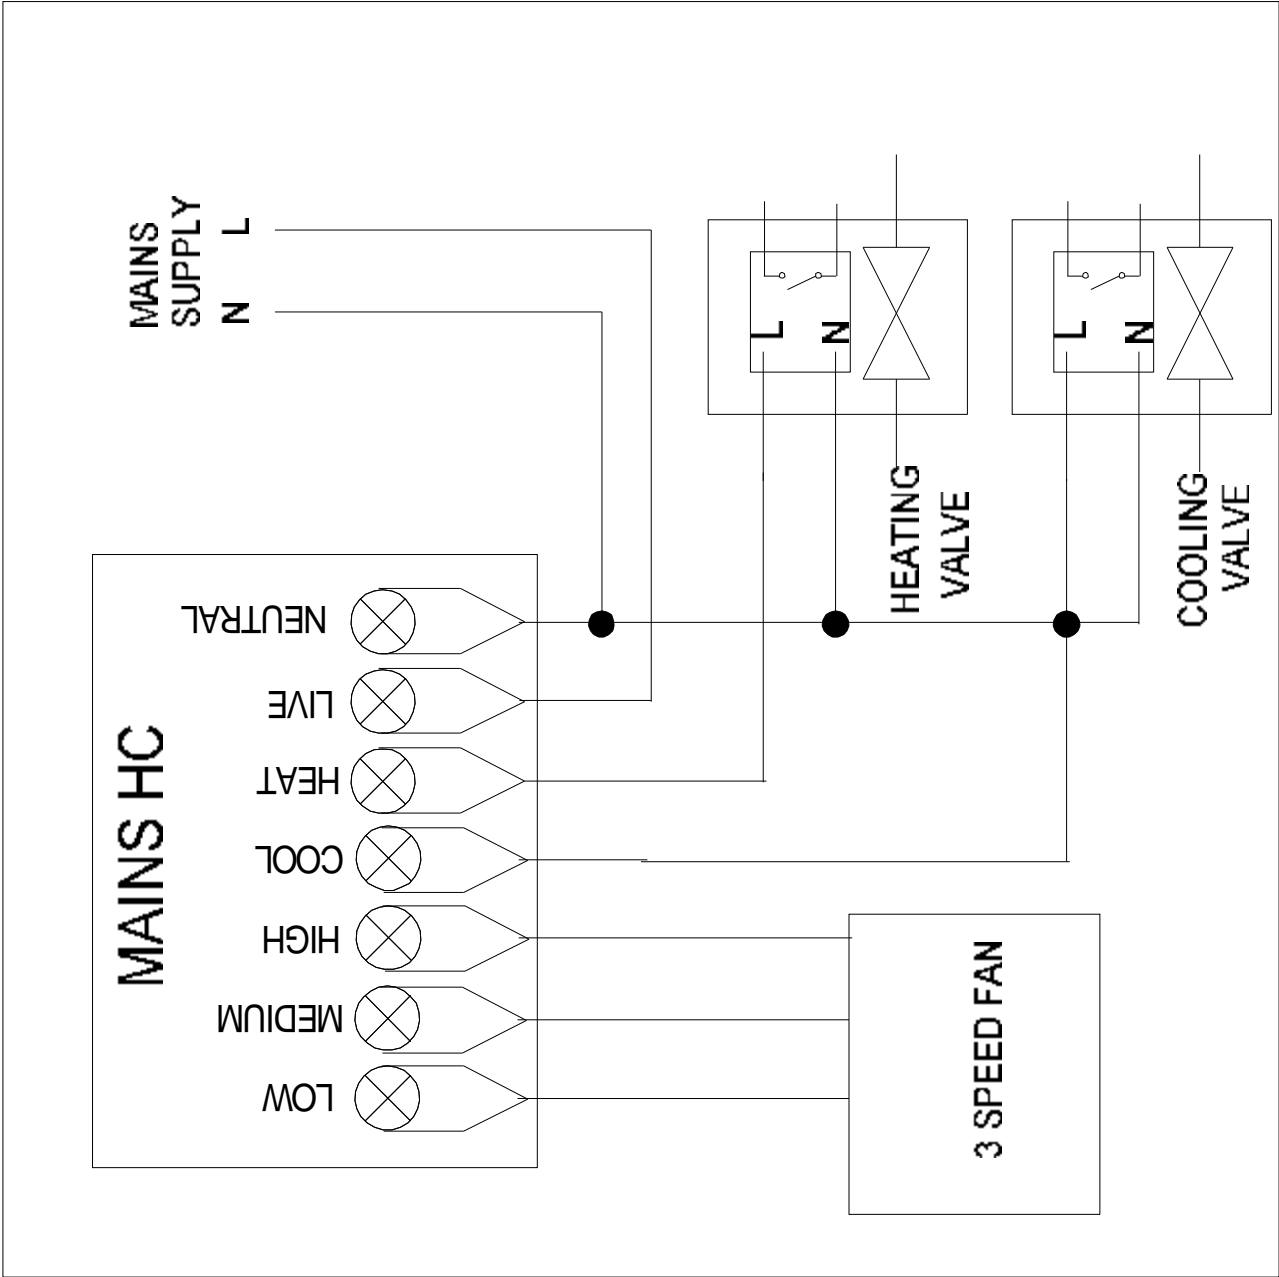 MAINS
SUPPLY
L
N
L
N
L
N
HEATING
VALVE
COOLING
VALVE
MAINS HC
NEUTRAL
LIVE
HEAT
COOL
HIGH
MEDIUM
LOW
3 SPEED FAN